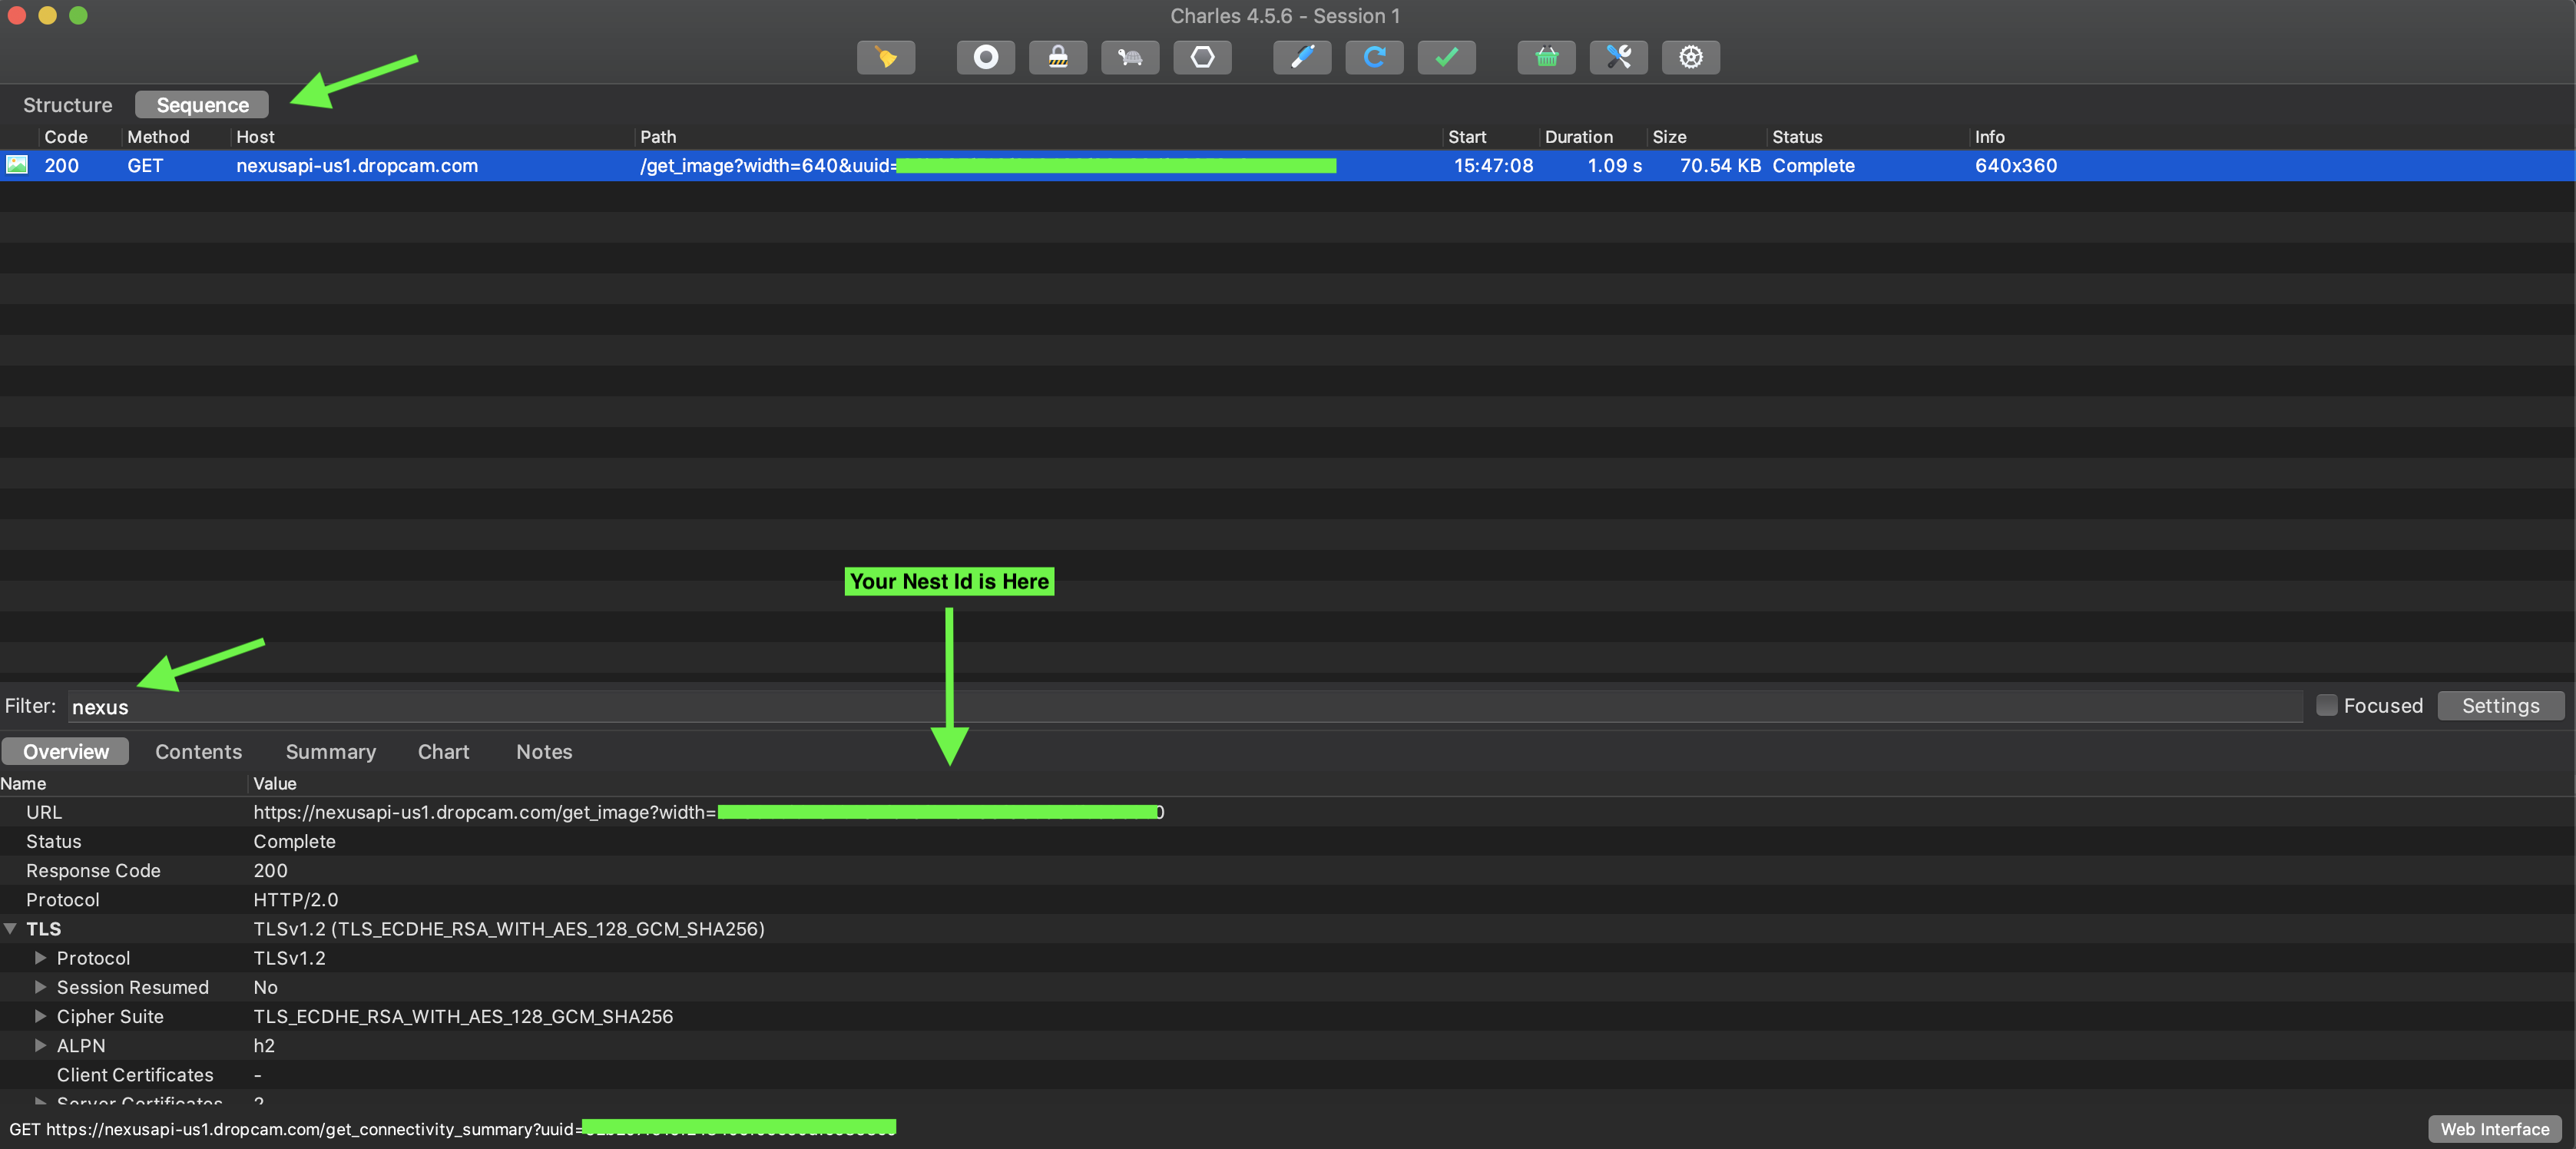 Charles 4.5.6 - Session 1
Structure Sequence
Code Method Host Path Start Duration Size Status Info
200 GET nexusapi-us1.dropcam.com /get_image?width=640&uuid= 15:47:08 1.09 s 70.54 KB Complete 640x360
Your Nest Id is Here
Filter: nexus Focused Settings
Overview Contents Summary Chart Notes
Name Value
URL https://nexusapi-us1.dropcam.com/get_image?width=
Status Complete
Response Code 200
Protocol HTTP/2.0
TLS TLSv1.2 (TLS_ECDHE_RSA_WITH_AES_128_GCM_SHA256)
Protocol TLSv1.2
Session Resumed No
Cipher Suite TLS_ECDHE_RSA_WITH_AES_128_GCM_SHA256
ALPN h2
Client Certificates -
Server Certificates 2
GET https://nexusapi-us1.dropcam.com/get_connectivity_summary?uuid= Web Interface